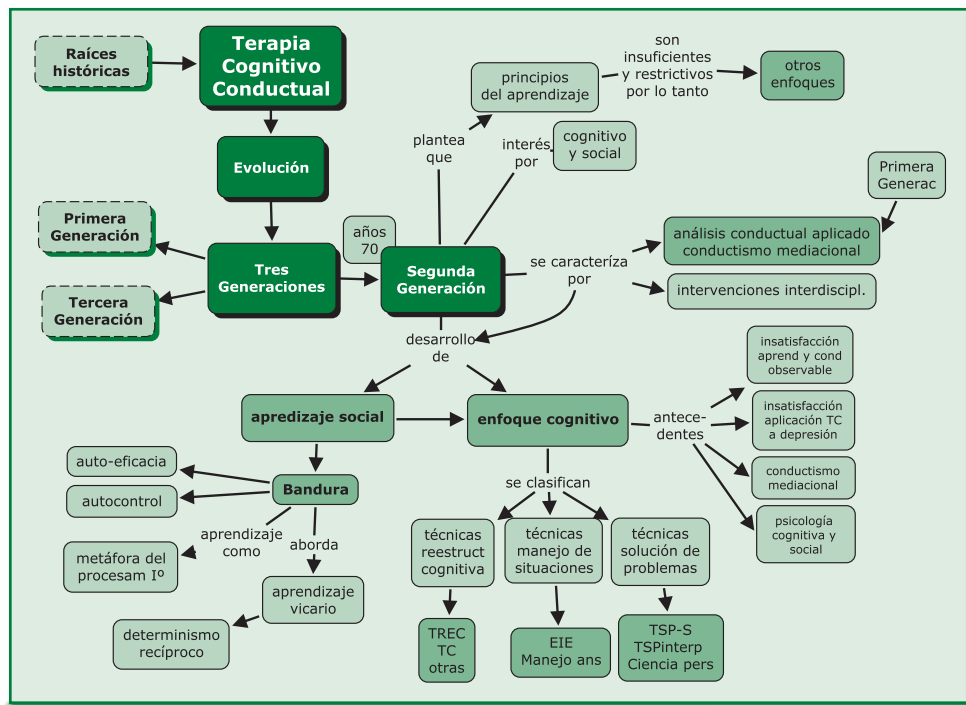 Raíces
históricas
Terapia
Cognitivo
Conductual
principios
del aprendizaje
son
insuficientes
y restrictivos
por lo tanto
otros
enfoques
plantea
que
interés
por
cognitivo
y social
Evolución
Primera
Generac
Primera
Generación
Tercera
Generación
Tres
Generaciones
años
70
Segunda
Generación
se caracteríza
por
análisis conductual aplicado
conductismo mediacional
intervenciones interdiscipl.
desarrollo
de
apredizaje social
enfoque cognitivo
antece-
dentes
insatisfacción
aprend y cond
observable
insatisfacción
aplicación TC
a depresión
conductismo
mediacional
psicología
cognitiva y
social
auto-eficacia
autocontrol
Bandura
aprendizaje
como
aborda
metáfora del
procesam Iº
aprendizaje
vicario
determinismo
recíproco
se clasifican
técnicas
reestruct
cognitiva
técnicas
manejo de
situaciones
técnicas
solución de
problemas
TREC
TC
otras
EIE
Manejo ans
TSP-S
TSPinterp
Ciencia pers